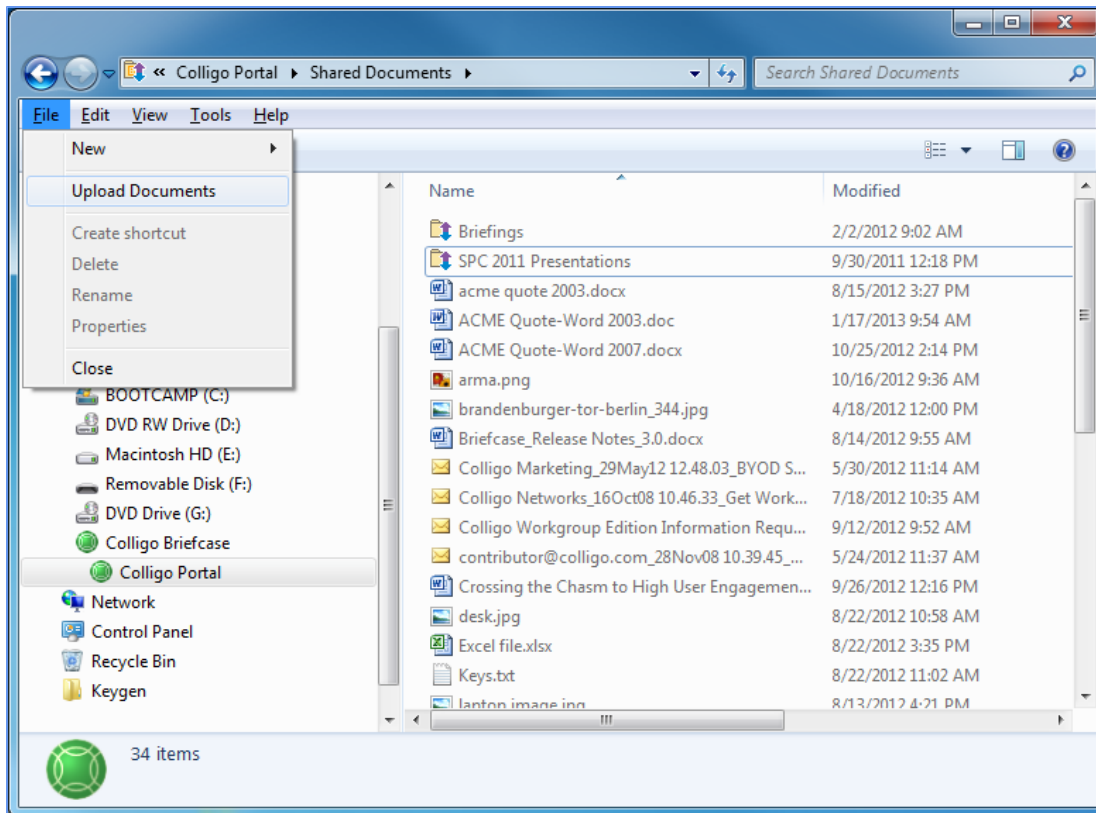 « Colligo Portal Shared Documents
Search Shared Documents
File Edit View Tools Help
New
Upload Documents
Create shortcut
Delete
Rename
Properties
Close
BOOTCAMP (C:)
DVD RW Drive (D:)
Macintosh HD (E:)
Removable Disk (F:)
DVD Drive (G:)
Colligo Briefcase
Colligo Portal
Network
Control Panel
Recycle Bin
Keygen
Name Modified
Briefings 2/2/2012 9:02 AM
SPC 2011 Presentations 9/30/2011 12:18 PM
acme quote 2003.docx 8/15/2012 3:27 PM
ACME Quote-Word 2003.doc 1/17/2013 9:54 AM
ACME Quote-Word 2007.docx 10/25/2012 2:14 PM
arma.png 10/16/2012 9:36 AM
brandenburger-tor-berlin_344.jpg 4/18/2012 12:00 PM
Briefcase_Release Notes_3.0.docx 8/14/2012 9:55 AM
Colligo Marketing_29May12 12.48.03_BYOD S... 5/30/2012 11:14 AM
Colligo Networks_16Oct08 10.46.33_Get Work... 7/18/2012 10:35 AM
Colligo Workgroup Edition Information Requ... 9/12/2012 9:52 AM
contributor@colligo.com_28Nov08 10.39.45_... 5/24/2012 11:37 AM
Crossing the Chasm to High User Engagemen... 9/26/2012 12:16 PM
desk.jpg 8/22/2012 10:58 AM
Excel file.xlsx 8/22/2012 3:35 PM
Keys.txt 8/22/2012 11:02 AM
image 8/13/2012 4:21 PM
34 items